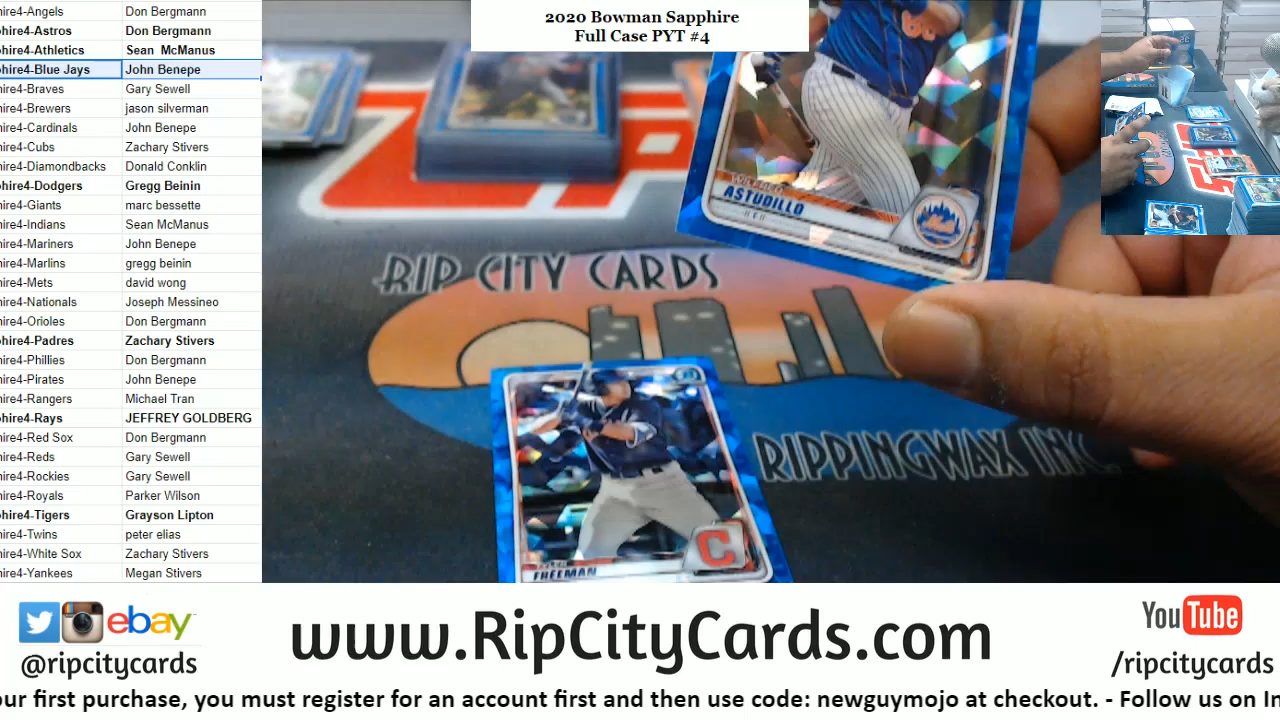 hire4-Angels Don Bergmann
hire4-Astros Don Bergmann
hire4-Athletics Sean McManus
hire4-Blue Jays John Benepe
hire4-Braves Gary Sewell
hire4-Brewers jason silverman
hire4-Cardinals John Benepe
hire4-Cubs Zachary Stivers
hire4-Diamondbacks Donald Conklin
hire4-Dodgers Gregg Beinin
hire4-Giants marc bessette
hire4-Indians Sean McManus
hire4-Mariners John Benepe
hire4-Marlins gregg beinin
hire4-Mets david wong
hire4-Nationals Joseph Messineo
hire4-Orioles Don Bergmann
hire4-Padres Zachary Stivers
hire4-Phillies Don Bergmann
hire4-Pirates John Benepe
hire4-Rangers Michael Tran
hire4-Rays JEFFREY GOLDBERG
hire4-Red Sox Don Bergmann
hire4-Reds Gary Sewell
hire4-Rockies Gary Sewell
hire4-Royals Parker Wilson
hire4-Tigers Grayson Lipton
hire4-Twins peter elias
hire4-White Sox Zachary Stivers
hire4-Yankees Megan Stivers
2020 Bowman Sapphire
Full Case PYT #4
WILFRED
ASTUDILLO
Mets
RIP CITY CARDS
RIPPINGWAX INC.
TYLER
FREEMAN
C
ebay
@ripcitycards
www.RipCityCards.com
YouTube
/ripcitycards
our first purchase, you must register for an account first and then use code: newguymojo at checkout. - Follow us on In